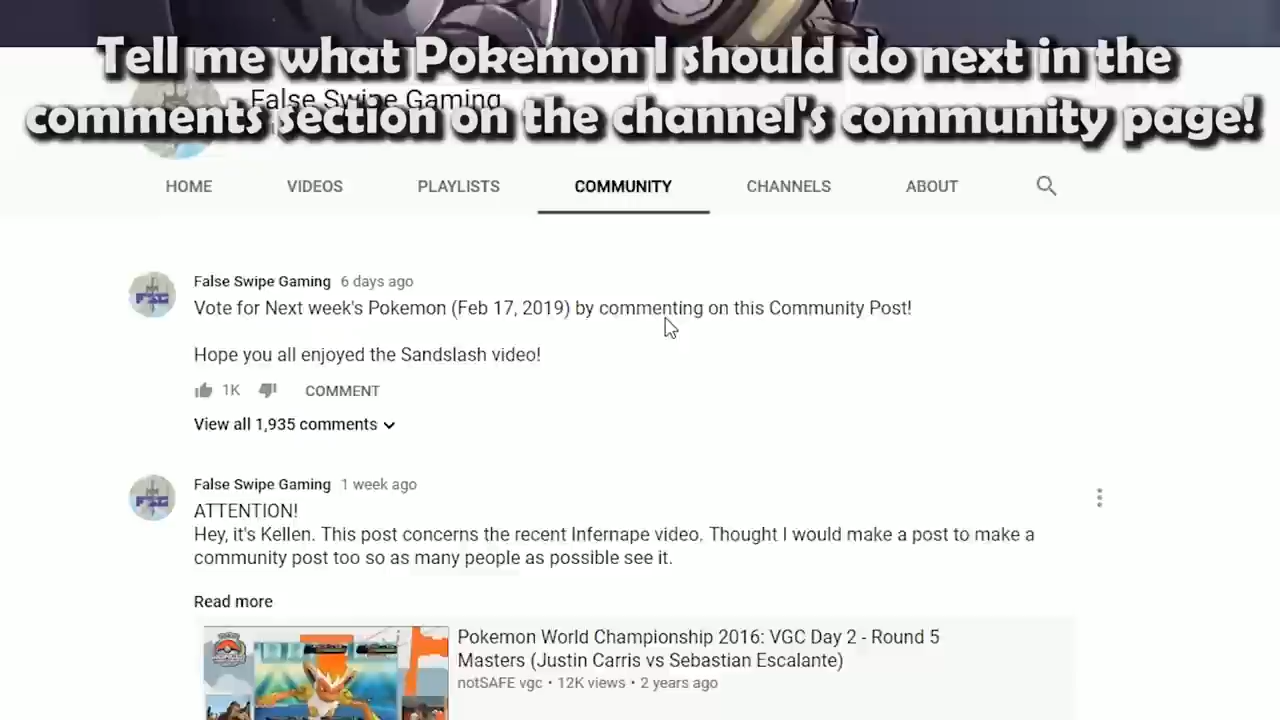 Tell me what Pokemon I should do next in the
comments section on the channel's community page!
False Swipe Gaming
HOME VIDEOS PLAYLISTS COMMUNITY CHANNELS ABOUT
False Swipe Gaming 6 days ago
Vote for Next week's Pokemon (Feb 17, 2019) by commenting on this Community Post!
Hope you all enjoyed the Sandslash video!
1K COMMENT
View all 1,935 comments
False Swipe Gaming 1 week ago
ATTENTION!
Hey, it's Kellen. This post concerns the recent Infernape video. Thought I would make a post to make a
community post too so as many people as possible see it.
Read more
Pokemon World Championship 2016: VGC Day 2 - Round 5
Masters (Justin Carris vs Sebastian Escalante)
notSAFE vgc • 12K views • 2 years ago